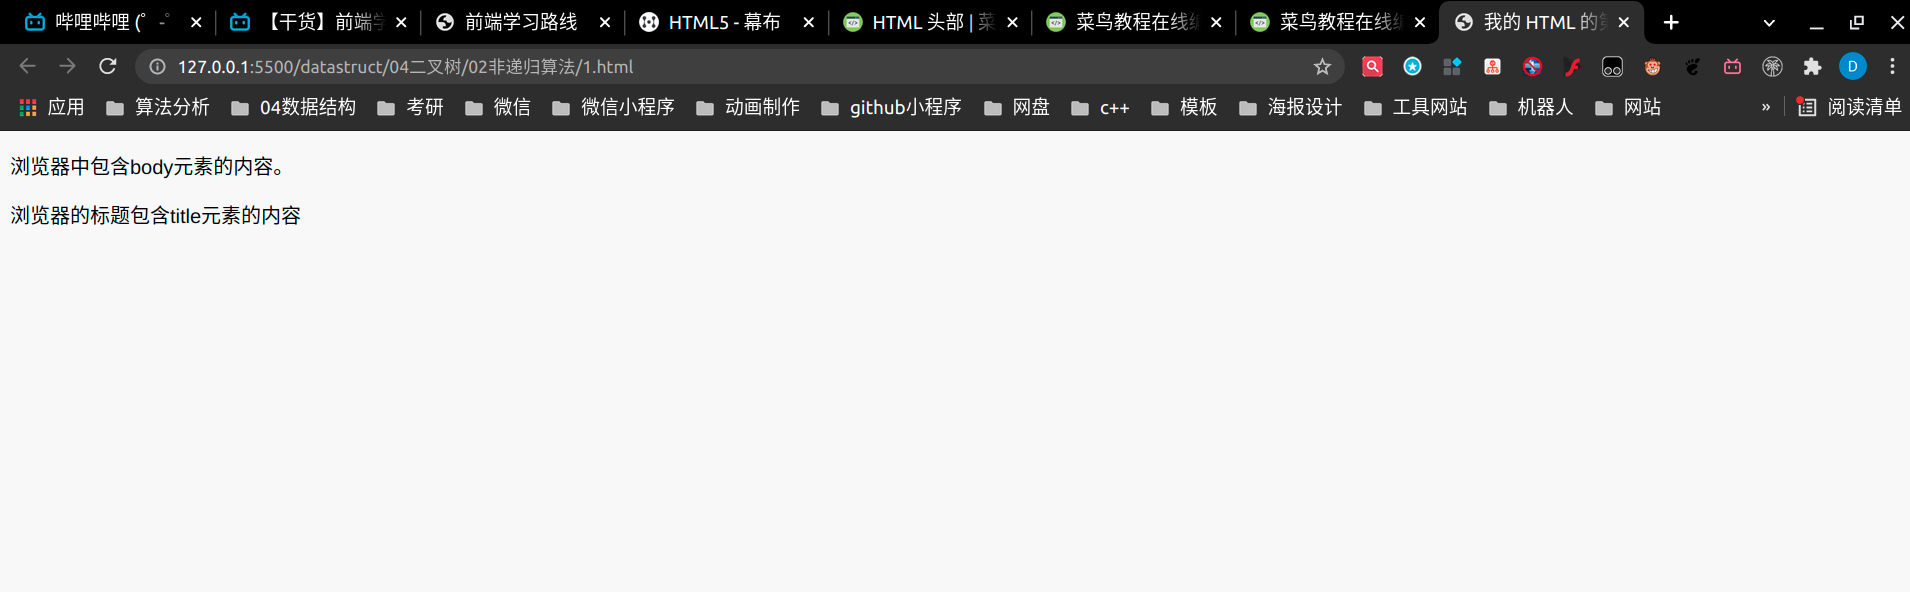 哔哩哔哩 (゜-゜ 【干货】前端学 前端学习路线 HTML5 - 幕布 HTML 头部 | 菜 菜鸟教程在线编 菜鸟教程在线编 我的 HTML 的第
127.0.0.1:5500/datastruct/04二叉树/02非递归算法/1.html D
应用 算法分析 04数据结构 考研 微信 微信小程序 动画制作 github小程序 网盘 c++ 模板 海报设计 工具网站 机器人 网站 » 阅读清单
浏览器中包含body元素的内容。
浏览器的标题包含title元素的内容